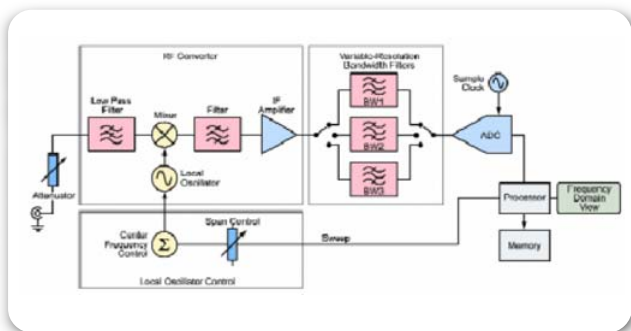 RF Converter
Variable-Resolution
Bandwidth Filters
Low Pass
Filter
Mixer
Filter
IF
Amplifier
BW1
BW2
BW3
Sample
Clock
ADC
Attenuator
Local
Oscillator
Processor
Frequency
Domain
View
Memory
Center
Frequency
Control
Σ
Span Control
Sweep
Local Oscillator Control